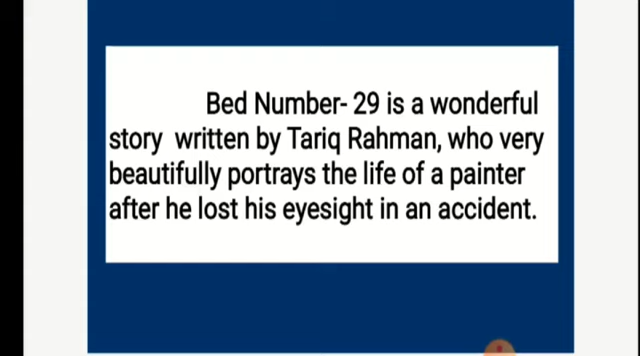 Bed Number- 29 is a wonderful
story written by Tariq Rahman, who very
beautifully portrays the life of a painter
after he lost his eyesight in an accident.